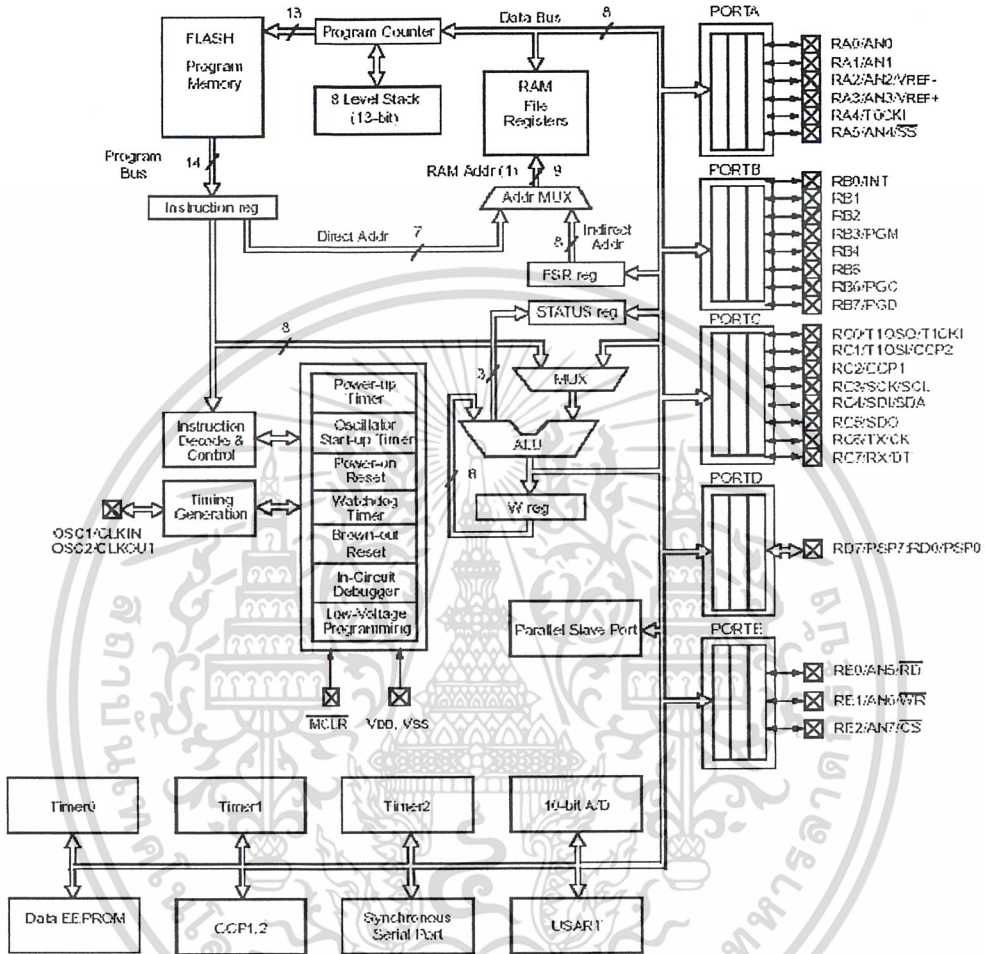 FLASH
Program
Memory
13
Program Counter
Data Bus
8
8 Level Stack
(13-bit)
RAM
File
Registers
Program
Bus
14
RAM Addr (1)
9
Instruction reg
Addr MUX
Direct Addr
7
8
Indirect
Addr
FSR reg
STATUS reg
8
3
MUX
ALU
8
W reg
Power-up
Timer
Oscillator
Start-up Timer
Power-on
Reset
Watchdog
Timer
Brown-out
Reset
In-Circuit
Debugger
Low-Voltage
Programming
Instruction
Decode &
Control
Timing
Generation
OSC1/CLKIN
OSC2/CLKOUT
MCLR
VDD, VSS
Parallel Slave Port
PORTA
RA0/AN0
RA1/AN1
RA2/AN2/VREF-
RA3/AN3/VREF+
RA4/T0CKI
RA5/AN4/SS
PORTB
RB0/INT
RB1
RB2
RB3/PGM
RB4
RB5
RB6/PGC
RB7/PGD
PORTC
RC0/T1OSO/T1CKI
RC1/T1OSI/CCP2
RC2/CCP1
RC3/SCK/SCL
RC4/SDI/SDA
RC5/SDO
RC6/TX/CK
RC7/RX/DT
PORTD
RD7/PSP7:RD0/PSP0
PORTE
RE0/AN5/RD
RE1/AN6/WR
RE2/AN7/CS
Timer0
Timer1
Timer2
10-bit A/D
Data EEPROM
CCP1,2
Synchronous
Serial Port
USART